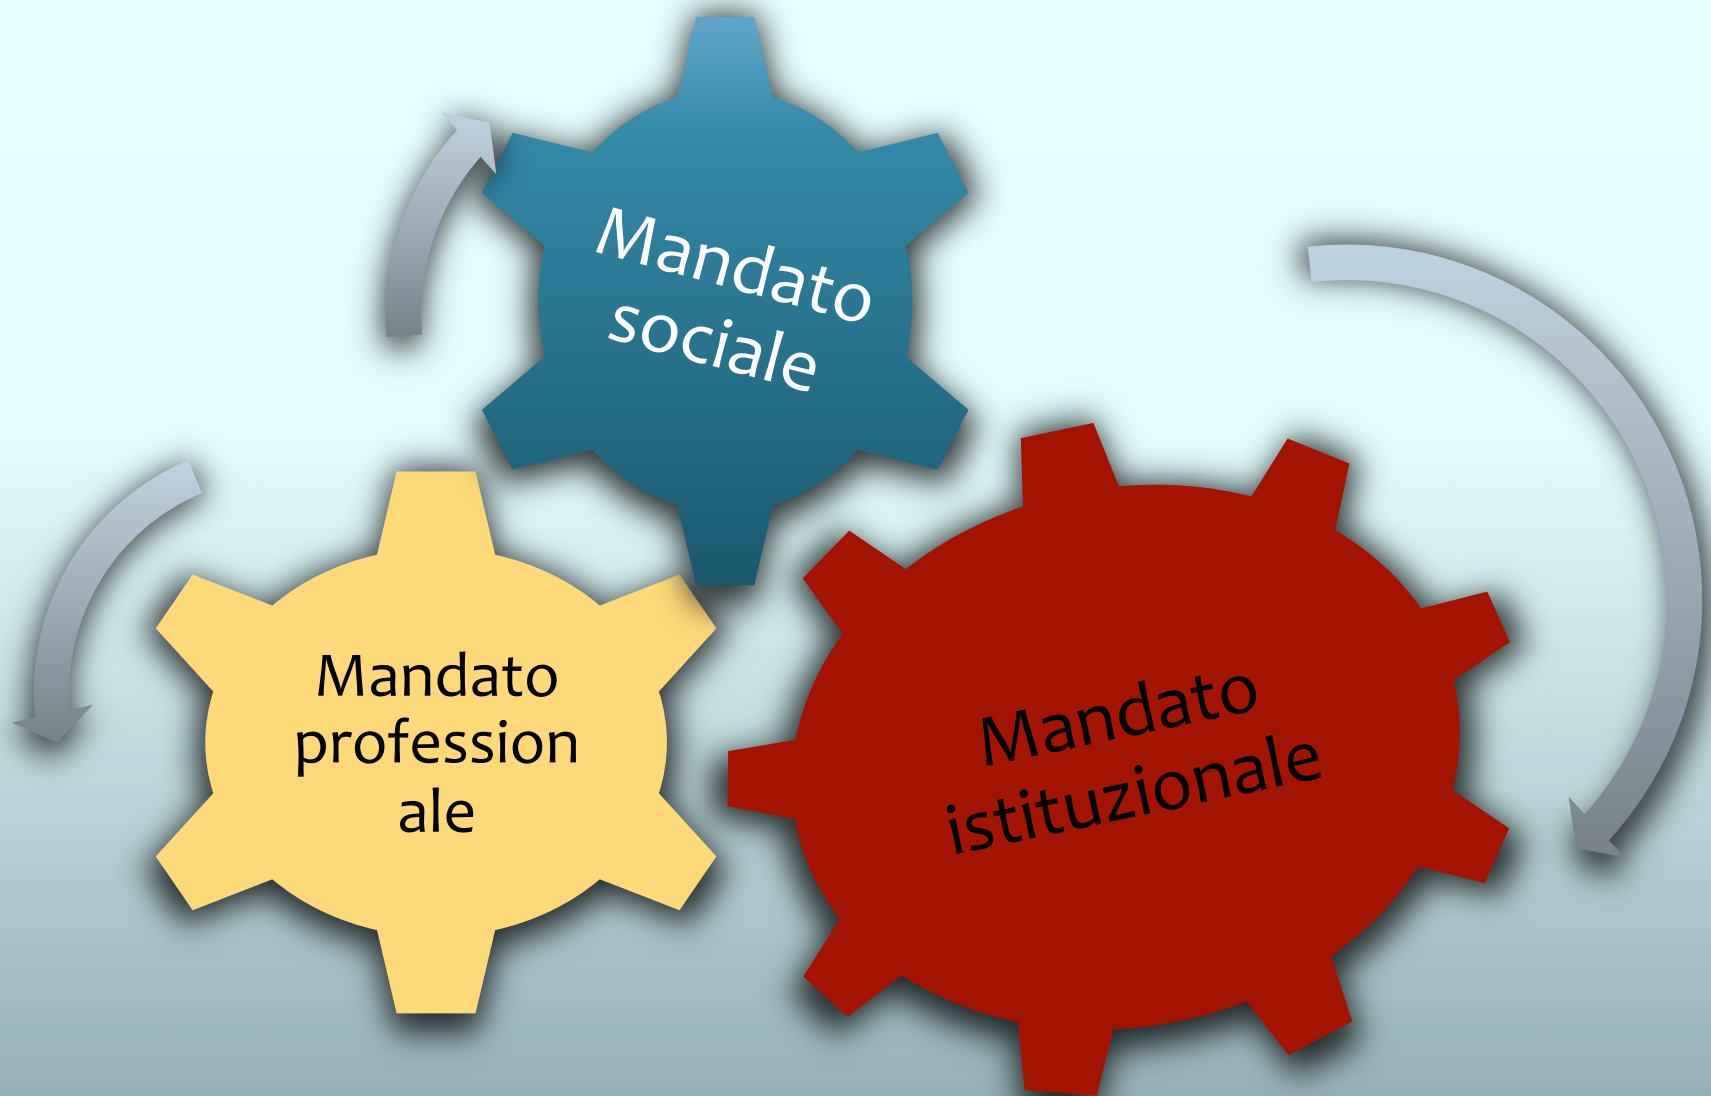 Mandato
sociale
Mandato
profession
ale
Mandato
istituzionale